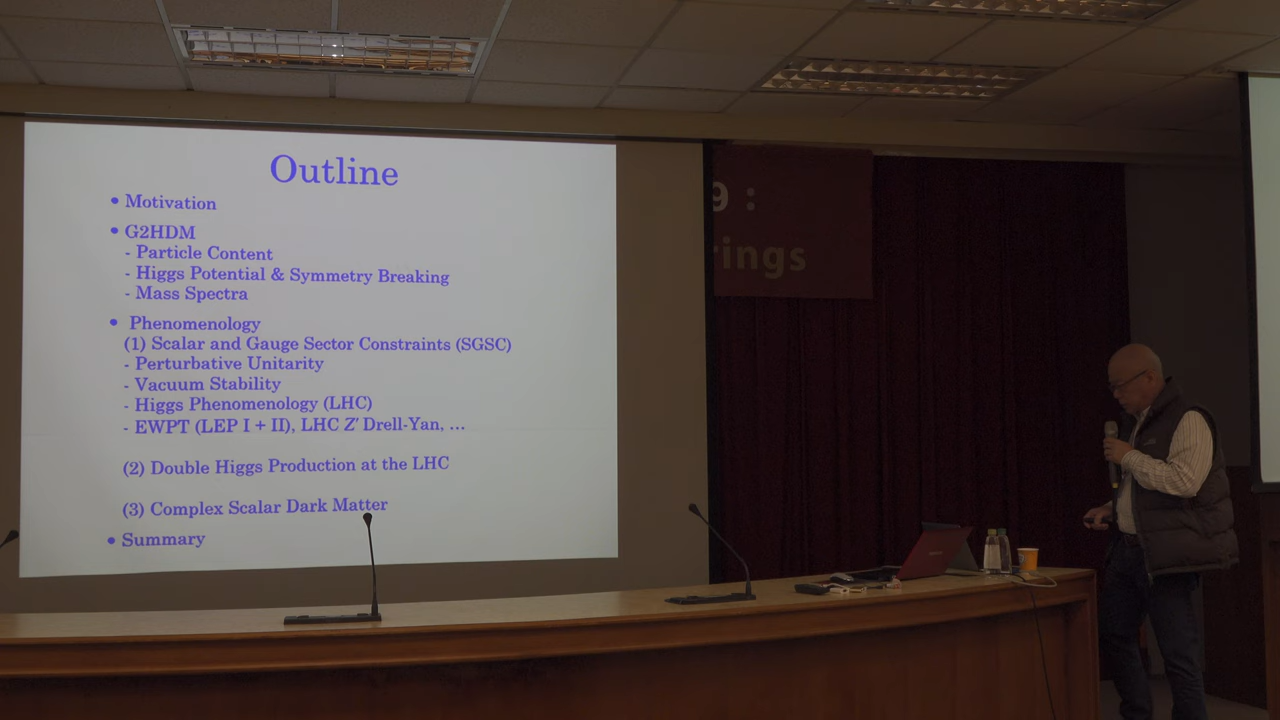 Outline
• Motivation
• G2HDM
- Particle Content
- Higgs Potential & Symmetry Breaking
- Mass Spectra
• Phenomenology
(1) Scalar and Gauge Sector Constraints (SGSC)
- Perturbative Unitarity
- Vacuum Stability
- Higgs Phenomenology (LHC)
- EWPT (LEP I + II), LHC Z′ Drell-Yan, …
(2) Double Higgs Production at the LHC
(3) Complex Scalar Dark Matter
• Summary
9 :
rings